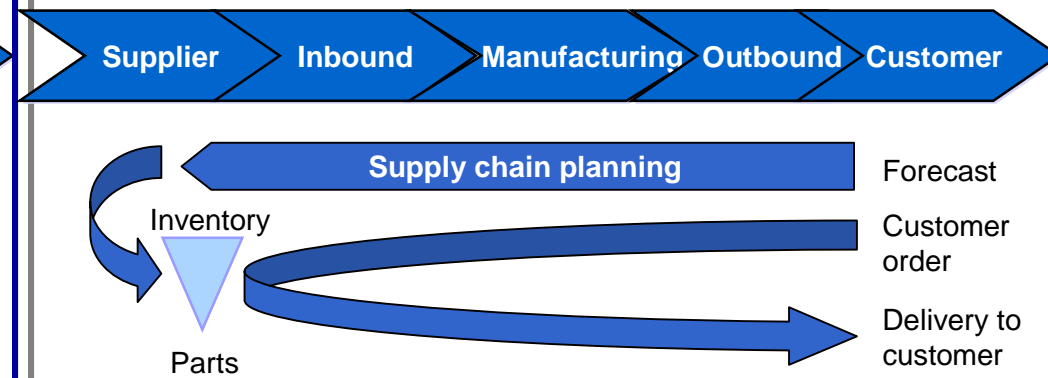 Supplier Inbound Manufacturing Outbound Customer
Supply chain planning
Forecast
Inventory
Customer
order
Delivery to
customer
Parts